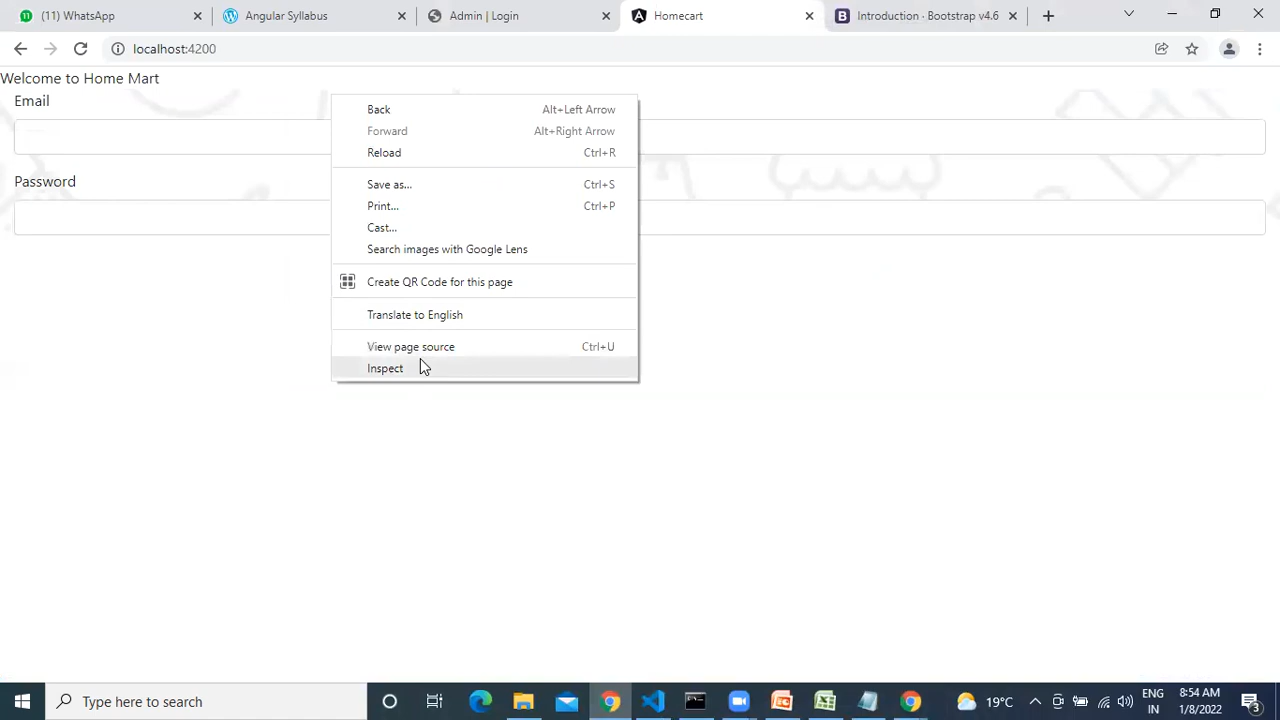 (11) WhatsApp
Angular Syllabus
Admin | Login
Homecart
Introduction · Bootstrap v4.6
localhost:4200
Welcome to Home Mart
Email
Password
Back Alt+Left Arrow
Forward Alt+Right Arrow
Reload Ctrl+R
Save as... Ctrl+S
Print... Ctrl+P
Cast...
Search images with Google Lens
Create QR Code for this page
Translate to English
View page source Ctrl+U
Inspect
Type here to search
19°C
ENG
IN
8:54 AM
1/8/2022
3